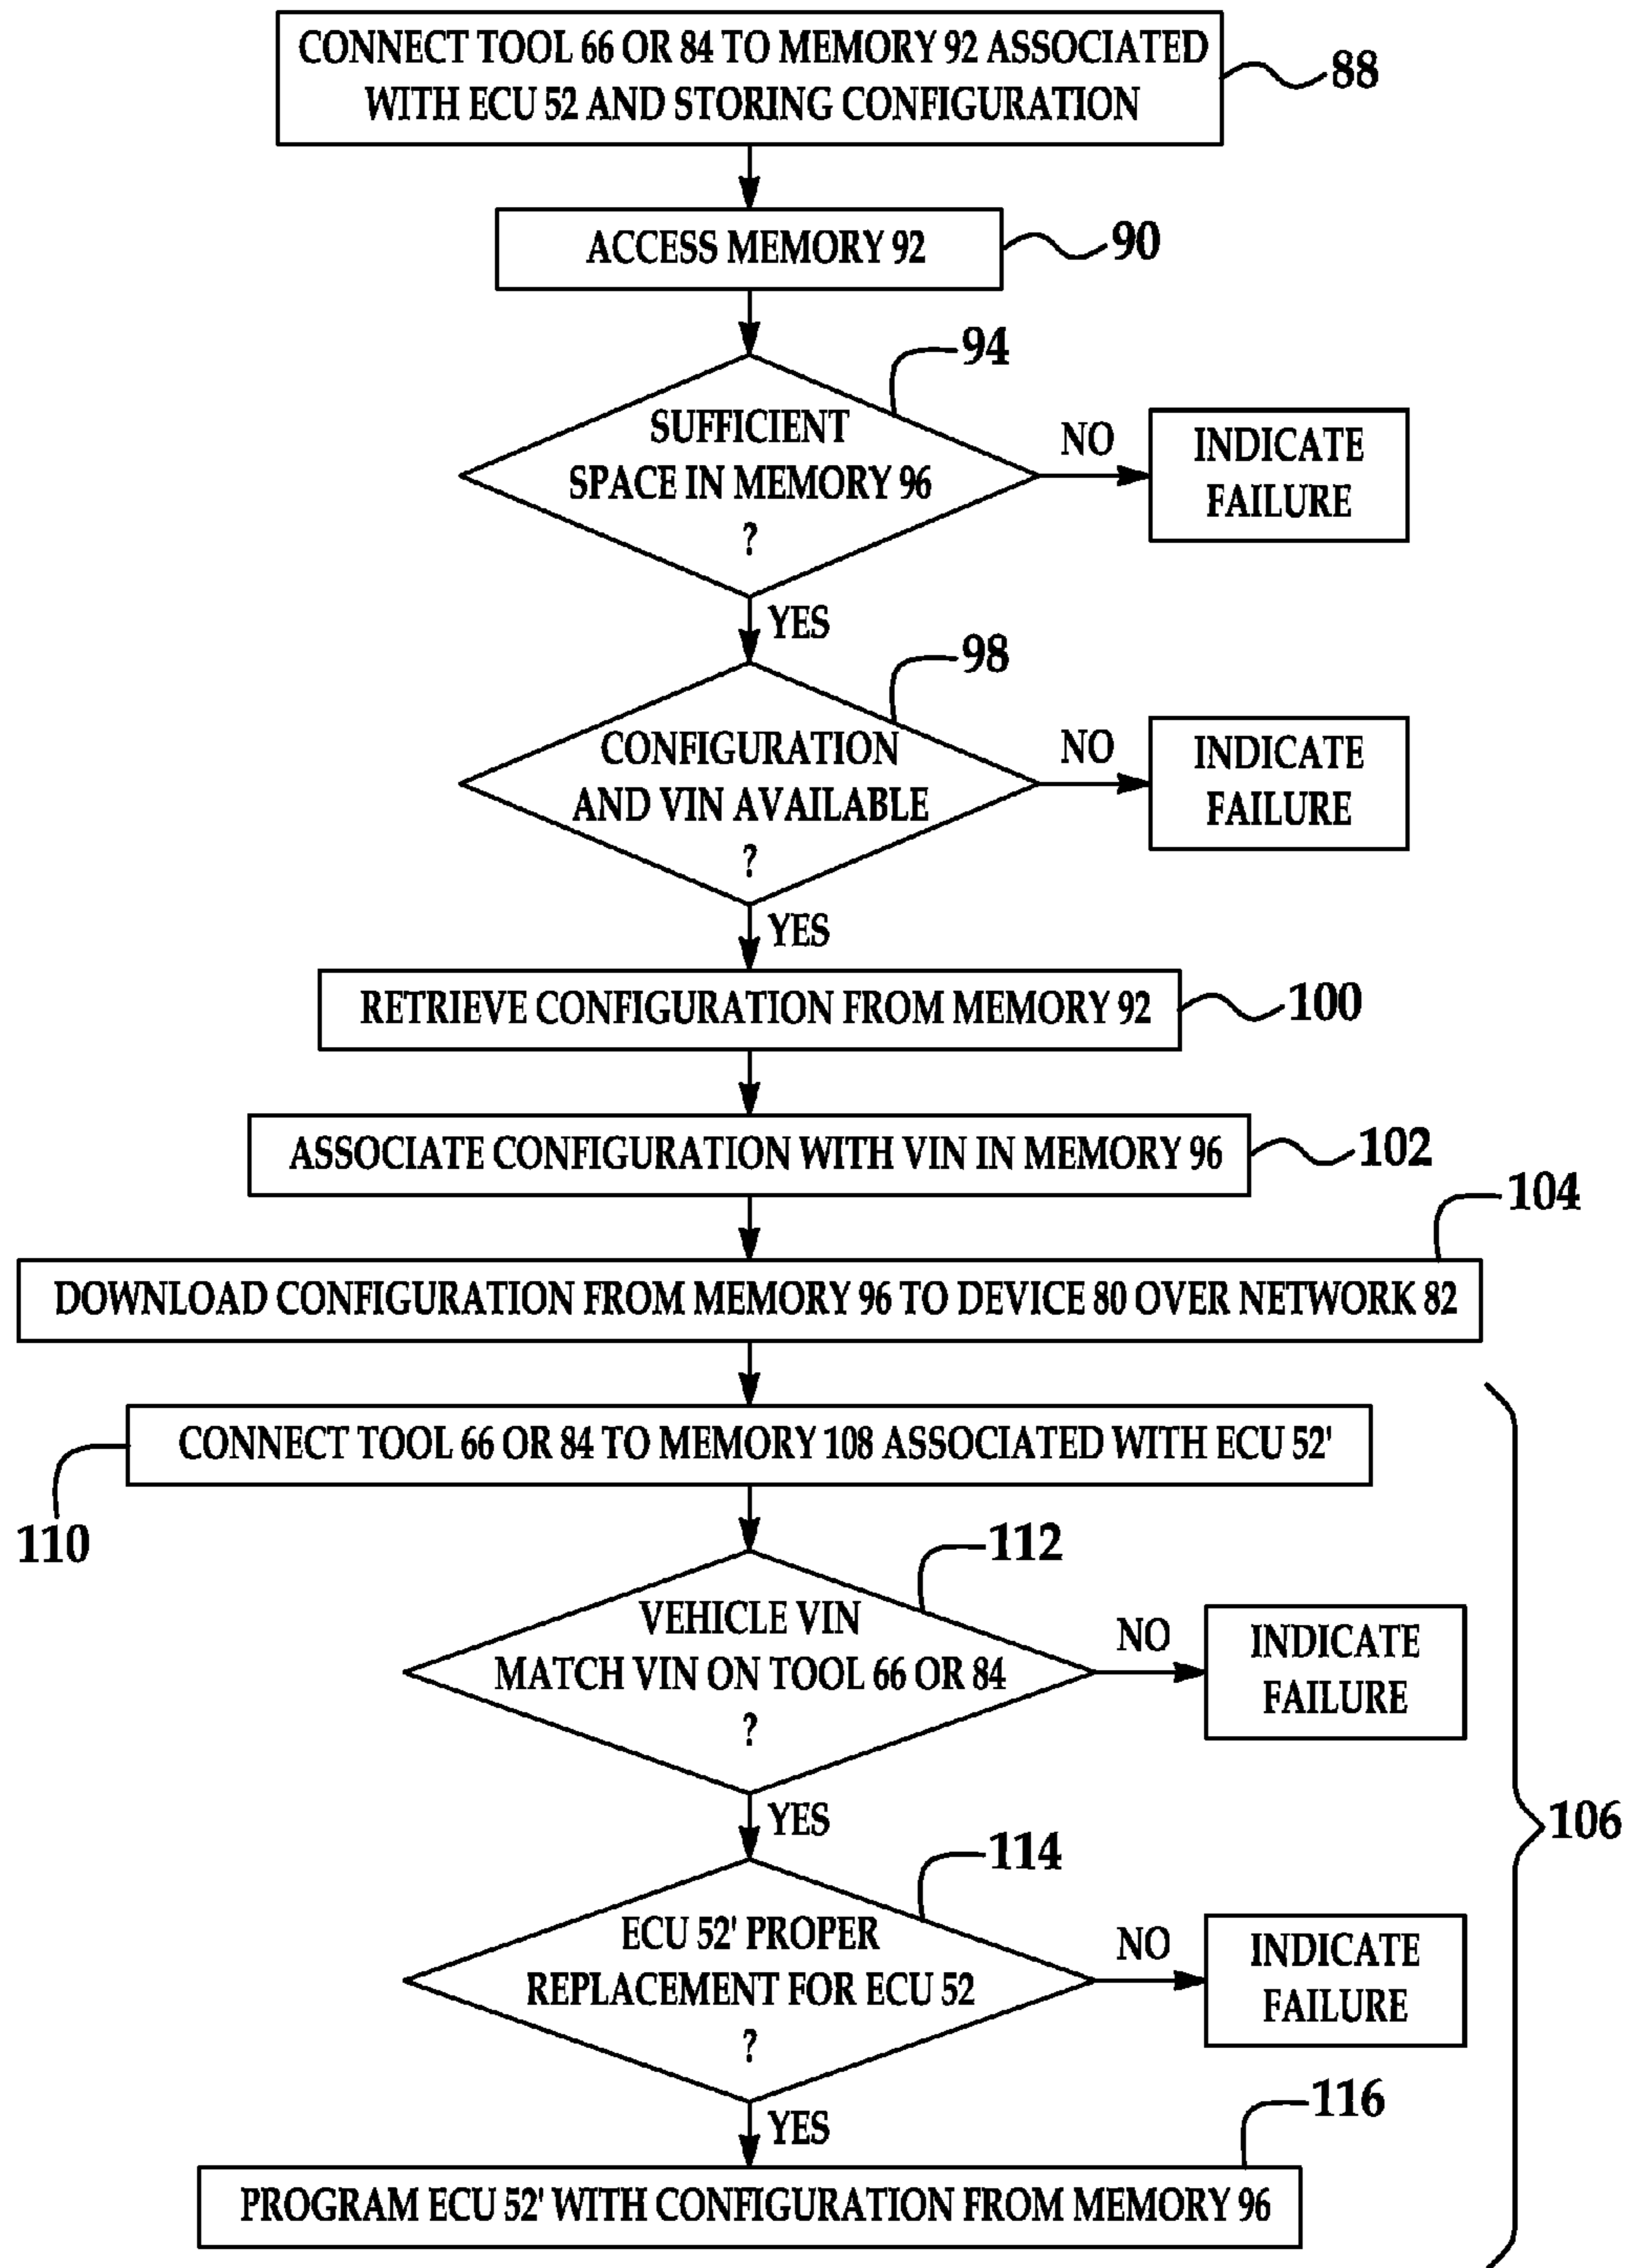 CONNECT TOOL 66 OR 84 TO MEMORY 92 ASSOCIATED
WITH ECU 52 AND STORING CONFIGURATION
88
ACCESS MEMORY 92
90
94
SUFFICIENT
SPACE IN MEMORY 96
?
NO
INDICATE
FAILURE
YES
98
CONFIGURATION
AND VIN AVAILABLE
?
NO
INDICATE
FAILURE
YES
RETRIEVE CONFIGURATION FROM MEMORY 92
100
ASSOCIATE CONFIGURATION WITH VIN IN MEMORY 96
102
104
DOWNLOAD CONFIGURATION FROM MEMORY 96 TO DEVICE 80 OVER NETWORK 82
CONNECT TOOL 66 OR 84 TO MEMORY 108 ASSOCIATED WITH ECU 52'
110
112
VEHICLE VIN
MATCH VIN ON TOOL 66 OR 84
?
NO
INDICATE
FAILURE
YES
106
114
ECU 52' PROPER
REPLACEMENT FOR ECU 52
?
NO
INDICATE
FAILURE
YES
116
PROGRAM ECU 52' WITH CONFIGURATION FROM MEMORY 96